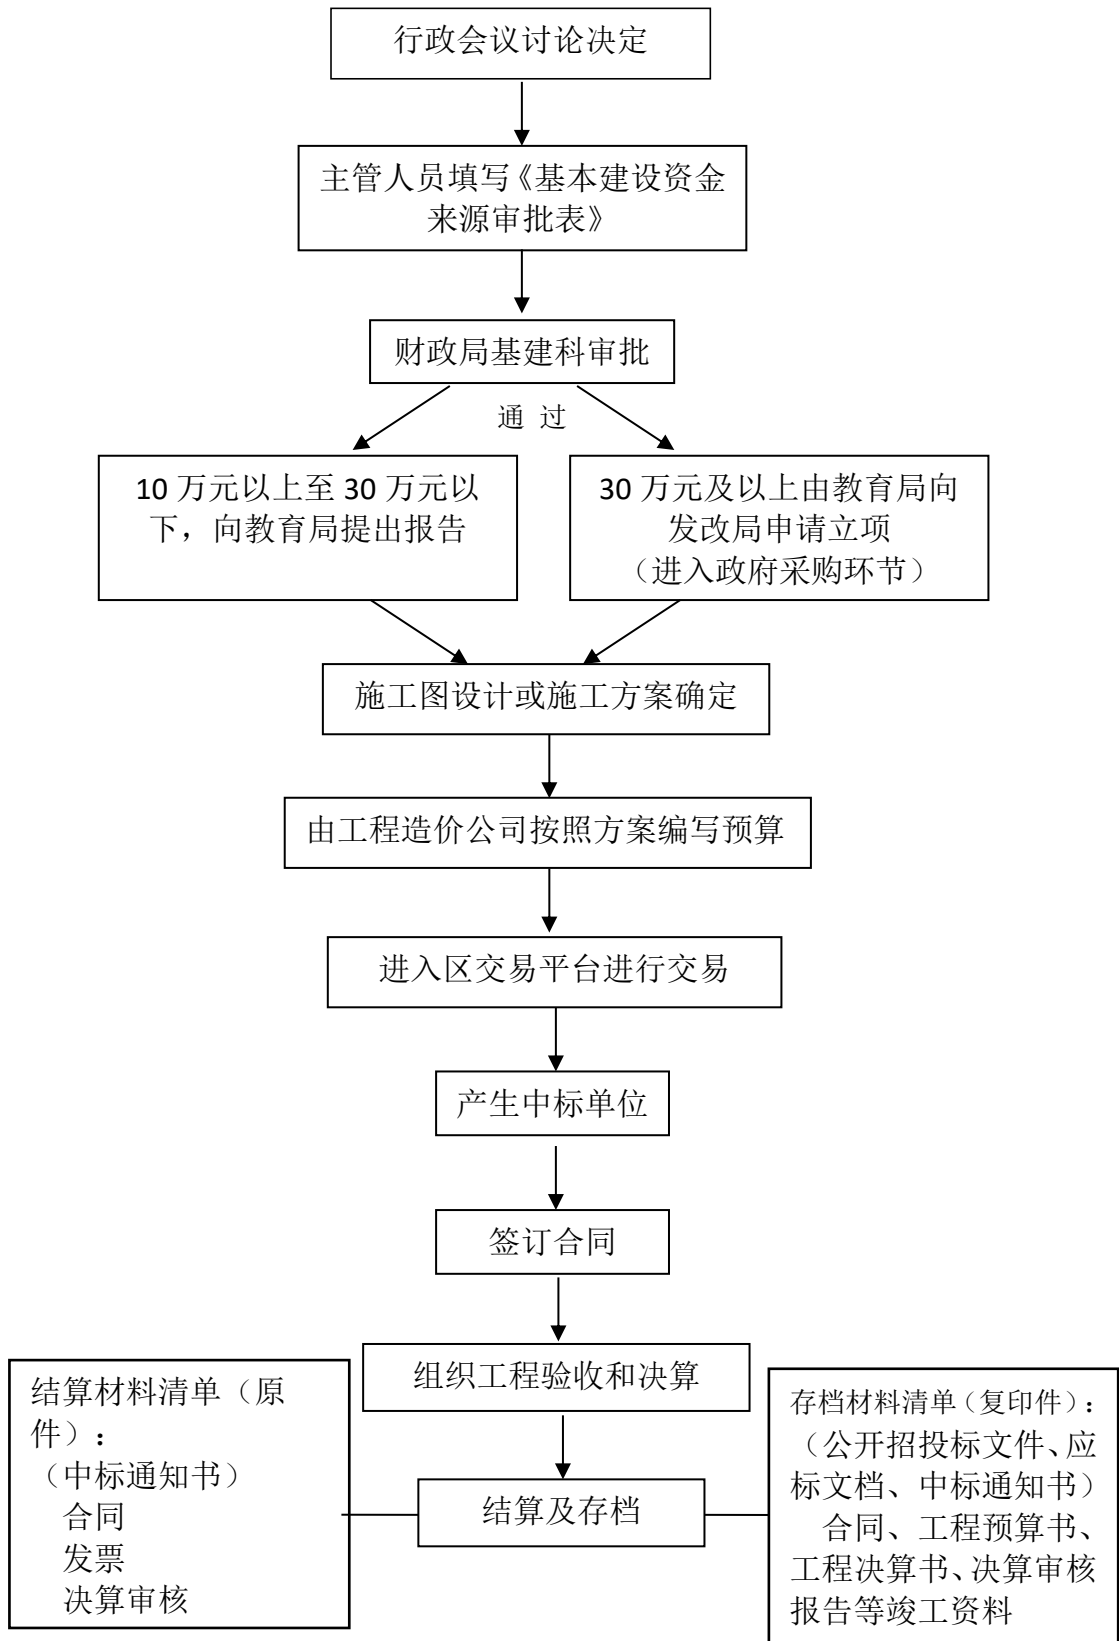 行政会议讨论决定
主管人员填写《基本建设资金
来源审批表》
财政局基建科审批
通 过
10 万元以上至 30 万元以
下，向教育局提出报告
30 万元及以上由教育局向
发改局申请立项
（进入政府采购环节）
施工图设计或施工方案确定
由工程造价公司按照方案编写预算
进入区交易平台进行交易
产生中标单位
签订合同
组织工程验收和决算
结算材料清单（原
件）：
（中标通知书）
合同
发票
决算审核
结算及存档
存档材料清单（复印件）：
（公开招投标文件、应
标文档、中标通知书）
合同、工程预算书、
工程决算书、决算审核
报告等竣工资料